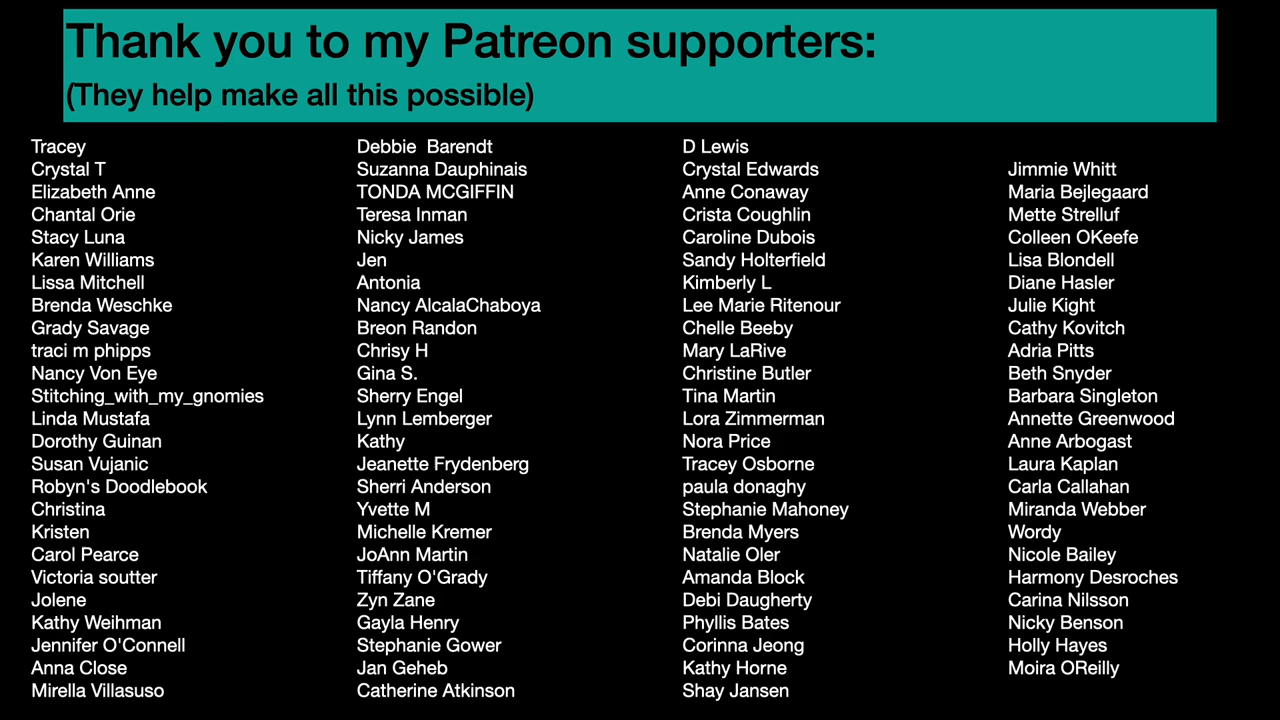 Thank you to my Patreon supporters:
(They help make all this possible)
Tracey
Crystal T
Elizabeth Anne
Chantal Orie
Stacy Luna
Karen Williams
Lissa Mitchell
Brenda Weschke
Grady Savage
traci m phipps
Nancy Von Eye
Stitching_with_my_gnomies
Linda Mustafa
Dorothy Guinan
Susan Vujanic
Robyn's Doodlebook
Christina
Kristen
Carol Pearce
Victoria soutter
Jolene
Kathy Weihman
Jennifer O'Connell
Anna Close
Mirella Villasuso
Debbie  Barendt
Suzanna Dauphinais
TONDA MCGIFFIN
Teresa Inman
Nicky James
Jen
Antonia
Nancy AlcalaChaboya
Breon Randon
Chrisy H
Gina S.
Sherry Engel
Lynn Lemberger
Kathy
Jeanette Frydenberg
Sherri Anderson
Yvette M
Michelle Kremer
JoAnn Martin
Tiffany O'Grady
Zyn Zane
Gayla Henry
Stephanie Gower
Jan Geheb
Catherine Atkinson
D Lewis
Crystal Edwards
Anne Conaway
Crista Coughlin
Caroline Dubois
Sandy Holterfield
Kimberly L
Lee Marie Ritenour
Chelle Beeby
Mary LaRive
Christine Butler
Tina Martin
Lora Zimmerman
Nora Price
Tracey Osborne
paula donaghy
Stephanie Mahoney
Brenda Myers
Natalie Oler
Amanda Block
Debi Daugherty
Phyllis Bates
Corinna Jeong
Kathy Horne
Shay Jansen
Jimmie Whitt
Maria Bejlegaard
Mette Strelluf
Colleen OKeefe
Lisa Blondell
Diane Hasler
Julie Kight
Cathy Kovitch
Adria Pitts
Beth Snyder
Barbara Singleton
Annette Greenwood
Anne Arbogast
Laura Kaplan
Carla Callahan
Miranda Webber
Wordy
Nicole Bailey
Harmony Desroches
Carina Nilsson
Nicky Benson
Holly Hayes
Moira OReilly